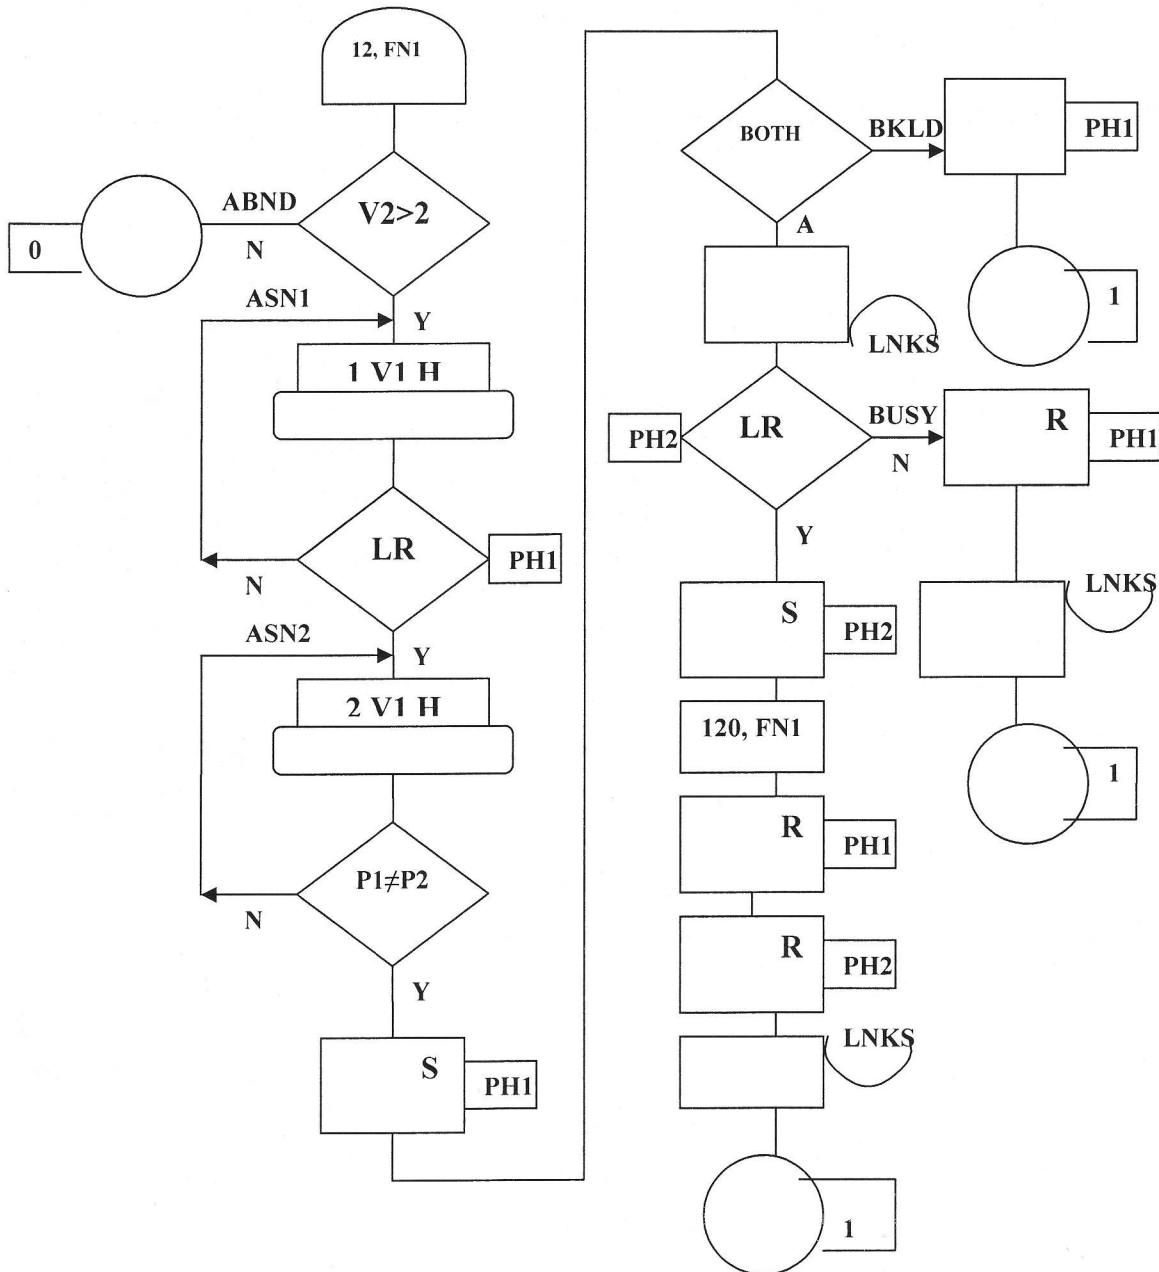 12, FN1
V2>2
ABND
N
0
ASN1
Y
1 V1 H
LR
PH1
N
ASN2
Y
2 V1 H
P1≠P2
N
Y
S
PH1
BOTH
BKLD
PH1
A
1
LNKS
PH2
LR
BUSY
N
R
PH1
Y
LNKS
S
PH2
120, FN1
1
R
PH1
R
PH2
LNKS
1